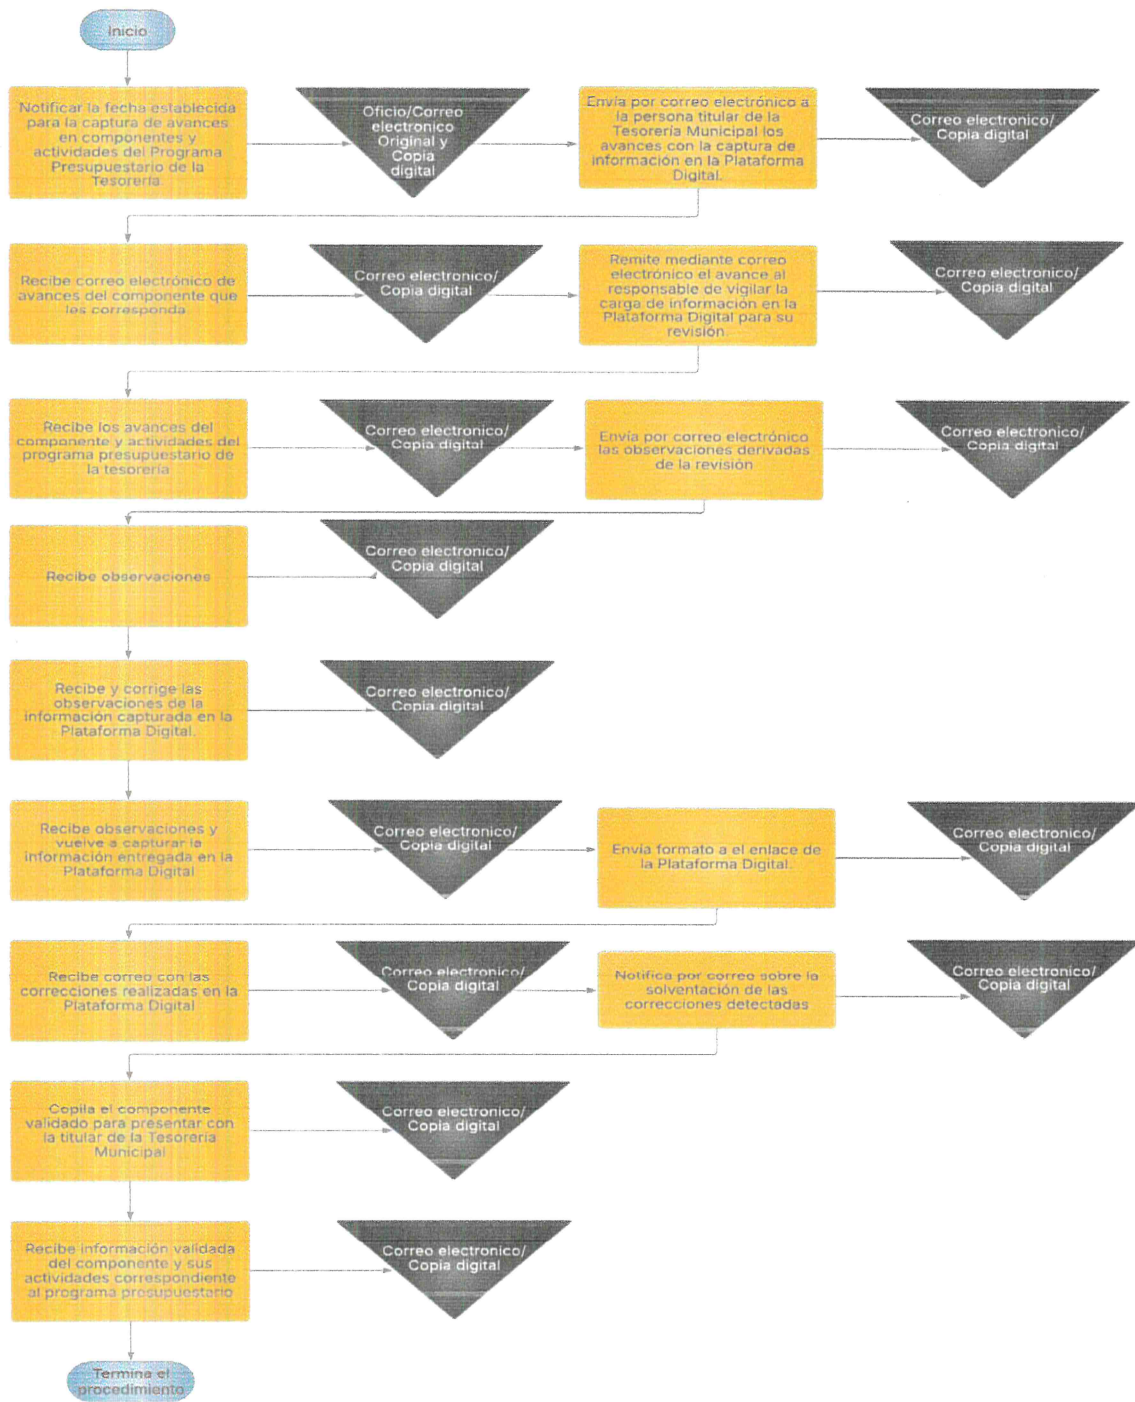 Inicio
Notificar la fecha establecida
para la captura de avances
en componentes y
actividades del Programa
Presupuestario de la
Tesorería.
Oficio/Correo
electronico
Original y
Copia
digital
Envía por correo electrónico a
la persona titular de la
Tesorería Municipal los
avances con la captura de
información en la Plataforma
Digital.
Correo electronico/
Copia digital
Recibe correo electrónico de
avances del componente que
les corresponda
Correo electronico/
Copia digital
Remite mediante correo
electrónico el avance al
responsable de vigilar la
carga de información en la
Plataforma Digital para su
revisión.
Correo electronico/
Copia digital
Recibe los avances del
componente y actividades del
programa presupuestario de
la tesorería
Correo electronico/
Copia digital
Envía por correo electrónico
las observaciones derivadas
de la revisión
Correo electronico/
Copia digital
Recibe observaciones
Correo electronico/
Copia digital
Recibe y corrige las
observaciones de la
información capturada en la
Plataforma Digital.
Correo electronico/
Copia digital
Recibe observaciones y
vuelve a capturar la
información entregada en la
Plataforma Digital
Correo electronico/
Copia digital
Envía formato a el enlace de
la Plataforma Digital.
Correo electronico/
Copia digital
Recibe correo con las
correcciones realizadas en la
Plataforma Digital
Correo electronico/
Copia digital
Notifica por correo sobre la
solventación de las
correcciones detectadas
Correo electronico/
Copia digital
Copila el componente
validado para presentar con
la titular de la Tesorería
Municipal
Correo electronico/
Copia digital
Recibe información validada
del componente y sus
actividades correspondiente
al programa presupuestario
Correo electronico/
Copia digital
Termina el
procedimiento